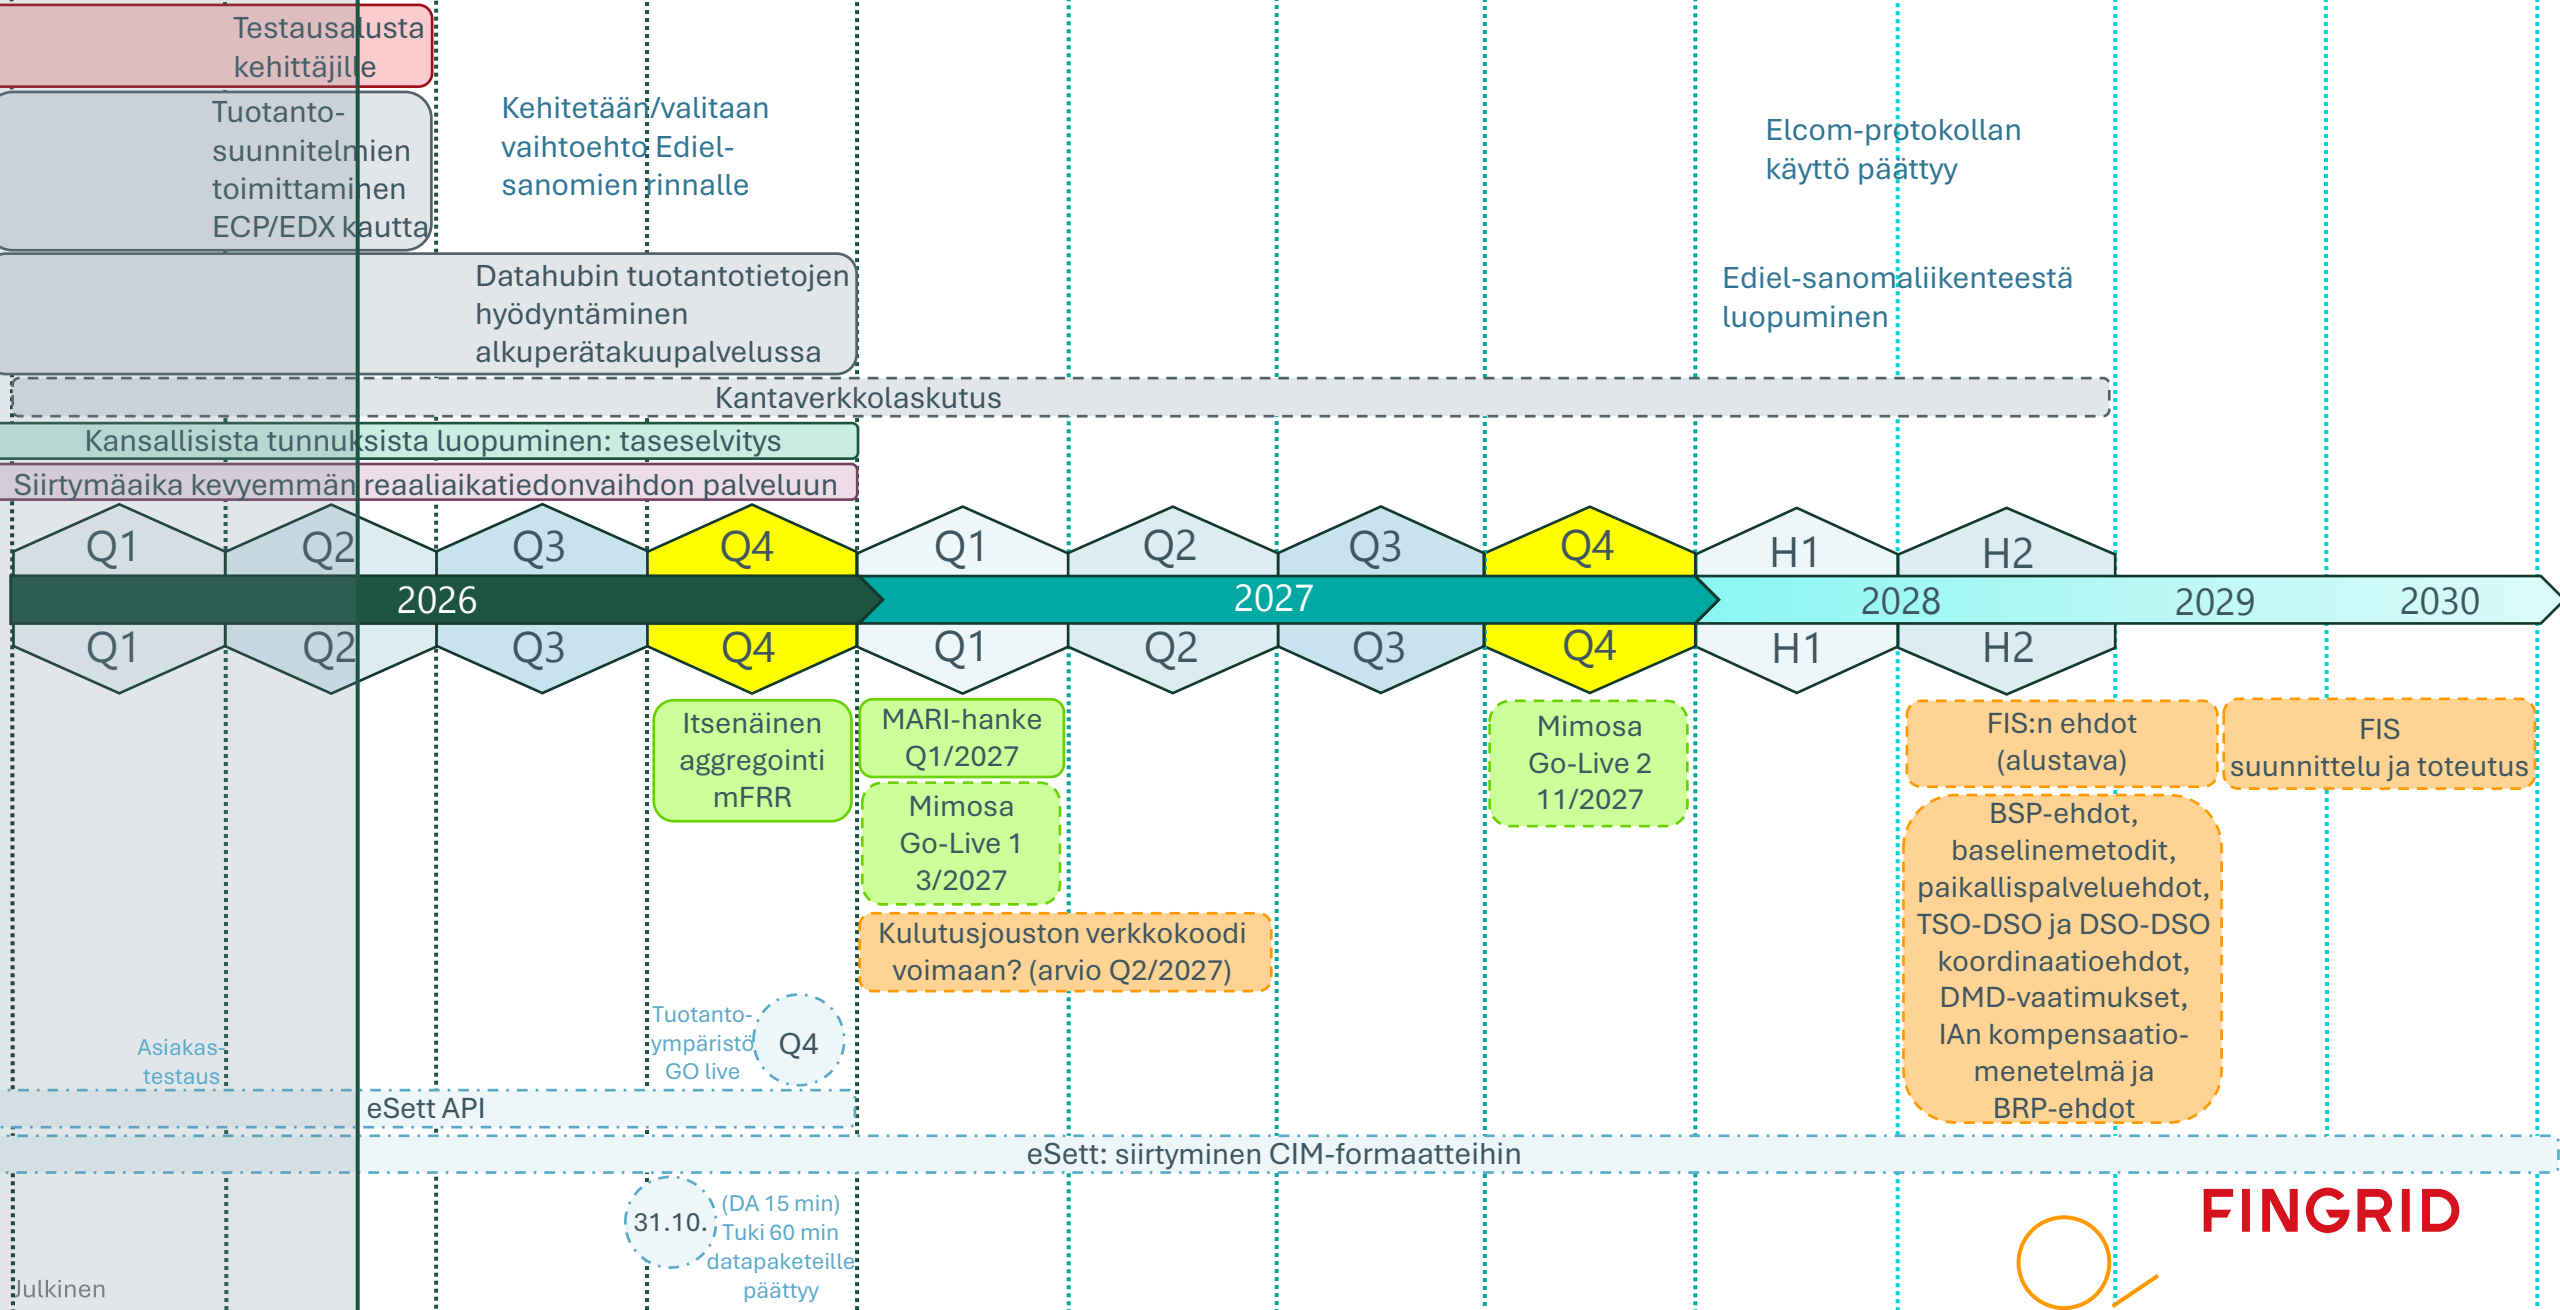 Testausalusta
kehittäjille
Tuotanto-
suunnitelmien
toimittaminen
ECP/EDX kautta
Kehitetään/valitaan
vaihtoehto Ediel-
sanomien rinnalle
Elcom-protokollan
käyttö päättyy
Datahubin tuotantotietojen
hyödyntäminen
alkuperätakuupalvelussa
Ediel-sanomaliikenteestä
luopuminen
Kantaverkkolaskutus
Kansallisista tunnuksista luopuminen: taseselvitys
Siirtymäaika kevyemmän reaaliaikatiedonvaihdon palveluun
Q1 Q2 Q3 Q4 Q1 Q2 Q3 Q4 H1 H2
2026 2027 2028 2029 2030
Q1 Q2 Q3 Q4 Q1 Q2 Q3 Q4 H1 H2
Itsenäinen
aggregointi
mFRR
MARI-hanke
Q1/2027
Mimosa
Go-Live 1
3/2027
Kulutusjouston verkkokoodi
voimaan? (arvio Q2/2027)
Mimosa
Go-Live 2
11/2027
FIS:n ehdot
(alustava)
FIS
suunnittelu ja toteutus
BSP-ehdot,
baselinemetodit,
paikallispalveluehdot,
TSO-DSO ja DSO-DSO
koordinaatioehdot,
DMD-vaatimukset,
IAn kompensaatio-
menetelmä ja
BRP-ehdot
Asiakas-
testaus
Tuotanto-
ympäristö
GO live
Q4
eSett API
eSett: siirtyminen CIM-formaatteihin
31.10.
(DA 15 min)
Tuki 60 min
datapaketeille
päättyy
FINGRID
Julkinen